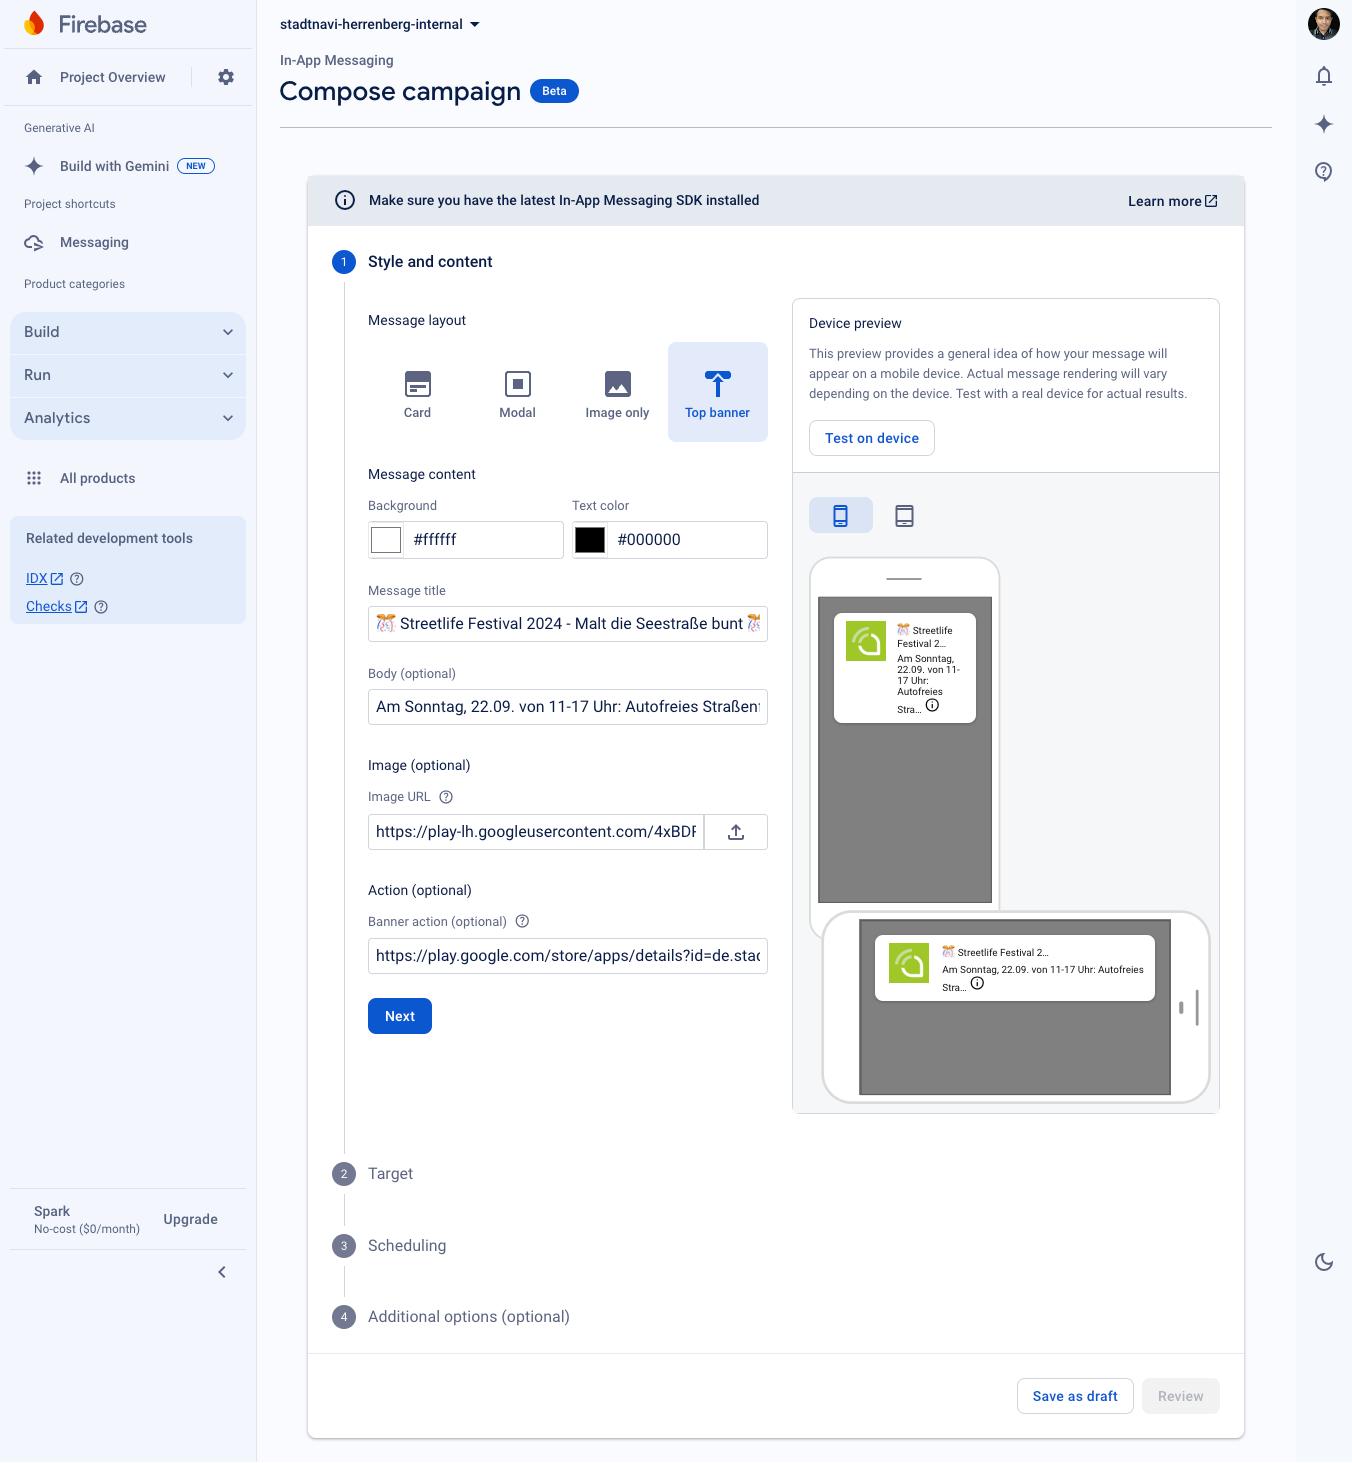 Firebase
Project Overview
Generative AI
Build with Gemini NEW
Project shortcuts
Messaging
Product categories
Build
Run
Analytics
All products
Related development tools
IDX
Checks
Spark
No-cost ($0/month)
Upgrade
stadtnavi-herrenberg-internal
In-App Messaging
Compose campaign Beta
Make sure you have the latest In-App Messaging SDK installed
Learn more
1 Style and content
Message layout
Card
Modal
Image only
Top banner
Message content
Background
Text color
#ffffff
#000000
Message title
🎊 Streetlife Festival 2024 - Malt die Seestraße bunt 🎊
Body (optional)
Am Sonntag, 22.09. von 11-17 Uhr: Autofreies Straßen
Image (optional)
Image URL
https://play-lh.googleusercontent.com/4xBDF
Action (optional)
Banner action (optional)
https://play.google.com/store/apps/details?id=de.stad
Next
Device preview
This preview provides a general idea of how your message will
appear on a mobile device. Actual message rendering will vary
depending on the device. Test with a real device for actual results.
Test on device
🎊 Streetlife
Festival 2...
Am Sonntag,
22.09. von 11-
17 Uhr:
Autofreies
Stra...
🎊 Streetlife Festival 2...
Am Sonntag, 22.09. von 11-17 Uhr: Autofreies
Stra...
2 Target
3 Scheduling
4 Additional options (optional)
Save as draft
Review